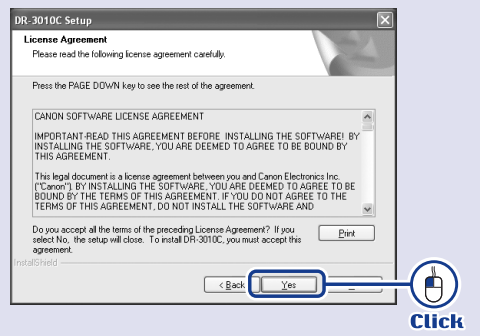 DR-3010C Setup
License Agreement
Please read the following license agreement carefully.
Press the PAGE DOWN key to see the rest of the agreement.
CANON SOFTWARE LICENSE AGREEMENT
IMPORTANT-READ THIS AGREEMENT BEFORE INSTALLING THE SOFTWARE! BY
INSTALLING THE SOFTWARE, YOU ARE DEEMED TO AGREE TO BE BOUND BY
THIS AGREEMENT.
This legal document is a license agreement between you and Canon Electronics Inc.
("Canon"). BY INSTALLING THE SOFTWARE, YOU ARE DEEMED TO AGREE TO BE
BOUND BY THE TERMS OF THIS AGREEMENT. IF YOU DO NOT AGREE TO THE
TERMS OF THIS AGREEMENT, DO NOT INSTALL THE SOFTWARE AND
Do you accept all the terms of the preceding License Agreement? If you
select No, the setup will close. To install DR-3010C, you must accept this
agreement.
Print
InstallShield
< Back
Yes
Click